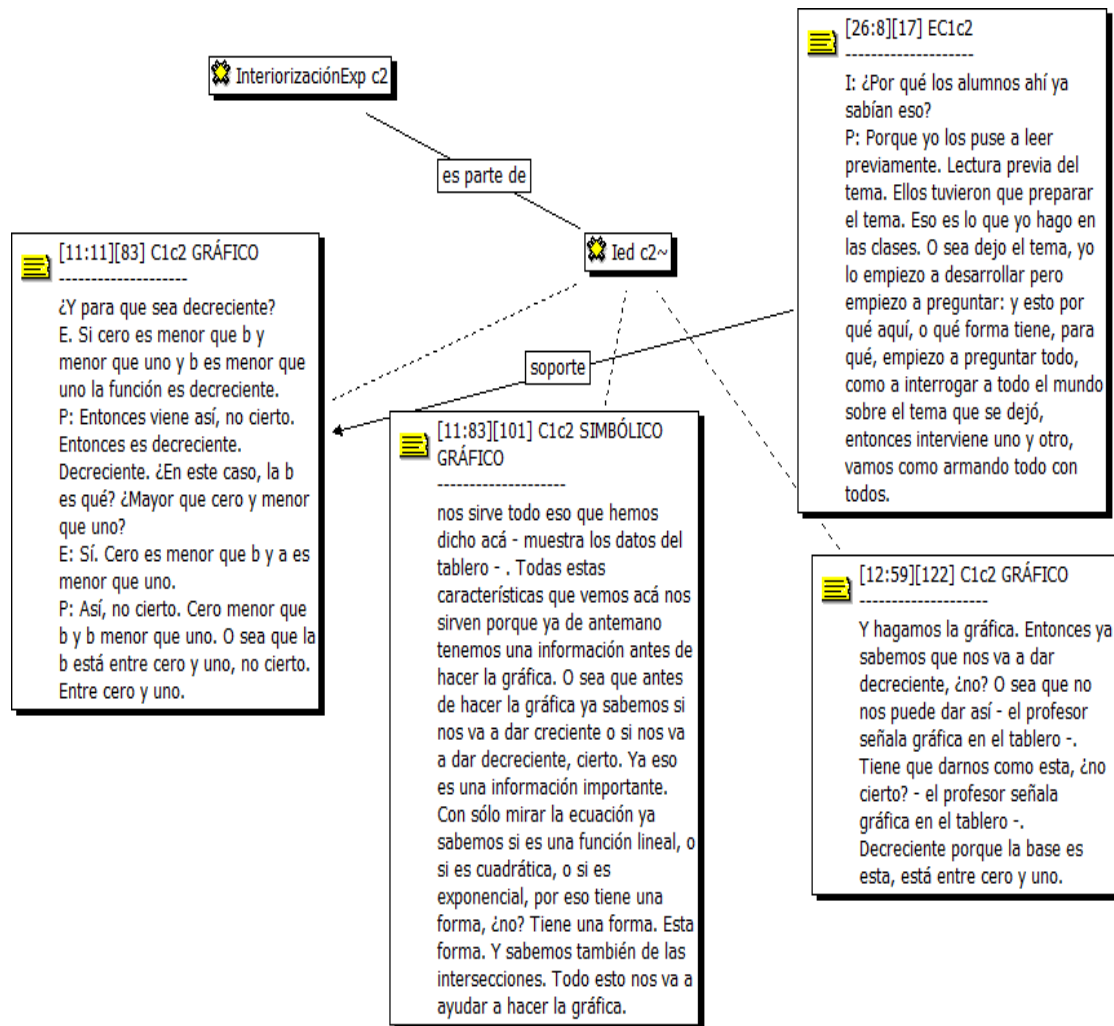 InteriorizaciónExp c2
es parte de
Ied c2~
soporte
[11:11][83] C1c2 GRÁFICO
--------------------
¿Y para que sea decreciente?
E. Si cero es menor que b y
menor que uno y b es menor que
uno la función es decreciente.
P: Entonces viene así, no cierto.
Entonces es decreciente.
Decreciente. ¿En este caso, la b
es qué? ¿Mayor que cero y menor
que uno?
E: Sí. Cero es menor que b y a es
menor que uno.
P: Así, no cierto. Cero menor que
b y b menor que uno. O sea que la
b está entre cero y uno, no cierto.
Entre cero y uno.
[11:83][101] C1c2 SIMBÓLICO
GRÁFICO
--------------------
nos sirve todo eso que hemos
dicho acá - muestra los datos del
tablero - . Todas estas
características que vemos acá nos
sirven porque ya de antemano
tenemos una información antes de
hacer la gráfica. O sea que antes
de hacer la gráfica ya sabemos si
nos va a dar creciente o si nos va
a dar decreciente, cierto. Ya eso
es una información importante.
Con sólo mirar la ecuación ya
sabemos si es una función lineal, o
si es cuadrática, o si es
exponencial, por eso tiene una
forma, ¿no? Tiene una forma. Esta
forma. Y sabemos también de las
intersecciones. Todo esto nos va a
ayudar a hacer la gráfica.
[26:8][17] EC1c2
--------------------
I: ¿Por qué los alumnos ahí ya
sabían eso?
P: Porque yo los puse a leer
previamente. Lectura previa del
tema. Ellos tuvieron que preparar
el tema. Eso es lo que yo hago en
las clases. O sea dejo el tema, yo
lo empiezo a desarrollar pero
empiezo a preguntar: y esto por
qué aquí, o qué forma tiene, para
qué, empiezo a preguntar todo,
como a interrogar a todo el mundo
sobre el tema que se dejó,
entonces interviene uno y otro,
vamos como armando todo con
todos.
[12:59][122] C1c2 GRÁFICO
--------------------
Y hagamos la gráfica. Entonces ya
sabemos que nos va a dar
decreciente, ¿no? O sea que no
nos puede dar así - el profesor
señala gráfica en el tablero -.
Tiene que darnos como esta, ¿no
cierto? - el profesor señala
gráfica en el tablero -.
Decreciente porque la base es
esta, está entre cero y uno.